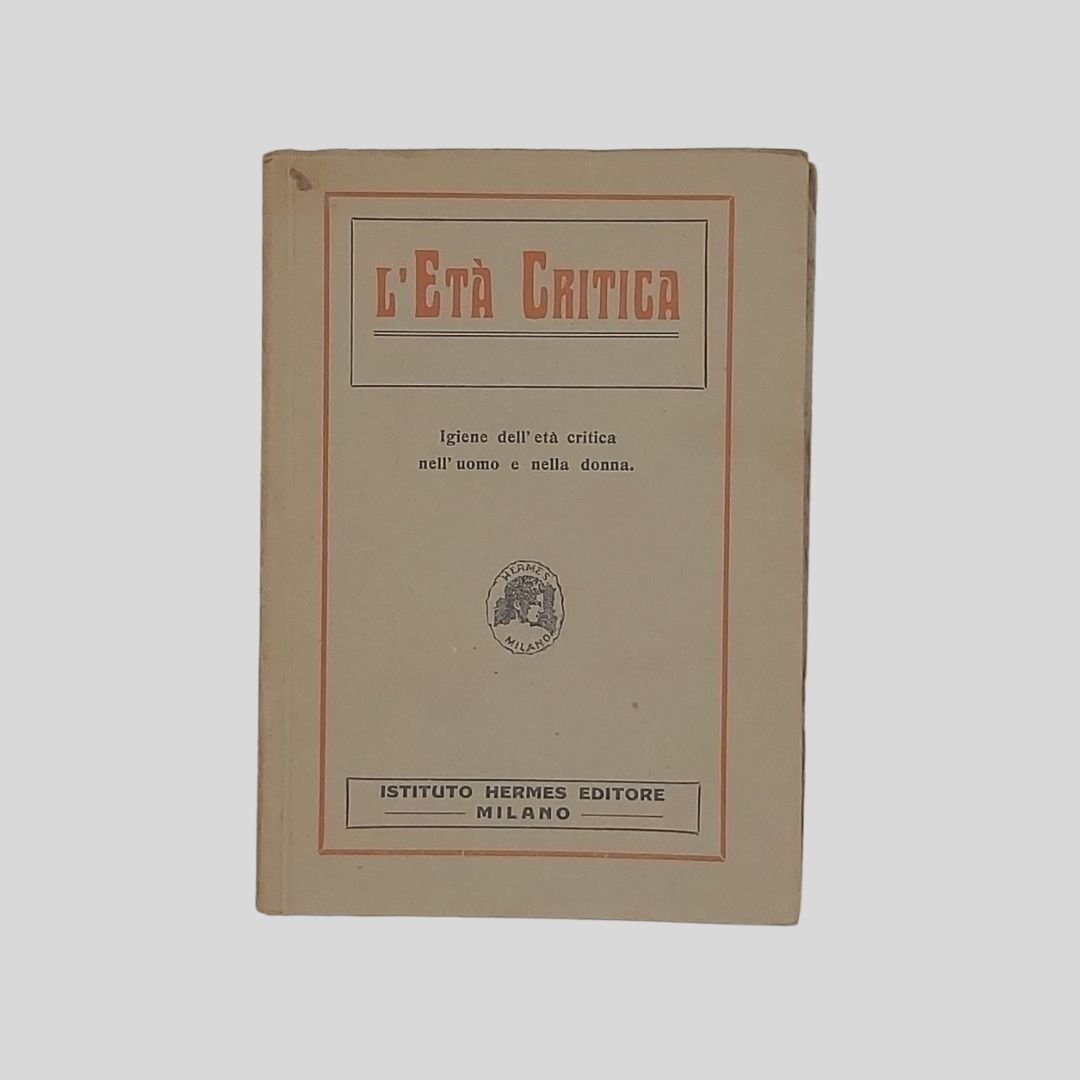 L'ETÀ CRITICA
Igiene dell'età critica
nell'uomo e nella donna.
HERMES
MILANO
ISTITUTO HERMES EDITORE
MILANO